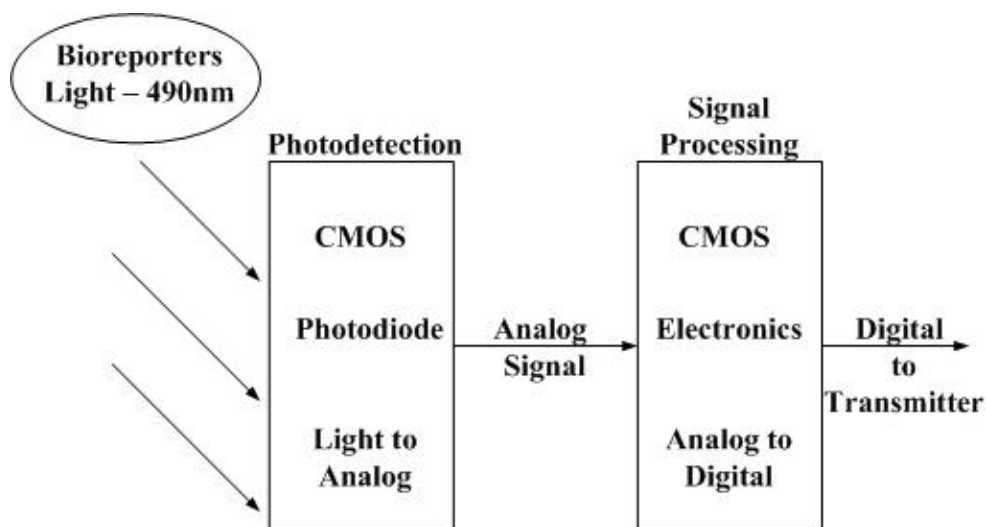 Bioreporters
Light – 490nm
Photodetection
CMOS
Photodiode
Light to
Analog
Analog
Signal
Signal
Processing
CMOS
Electronics
Analog to
Digital
Digital
to
Transmitter